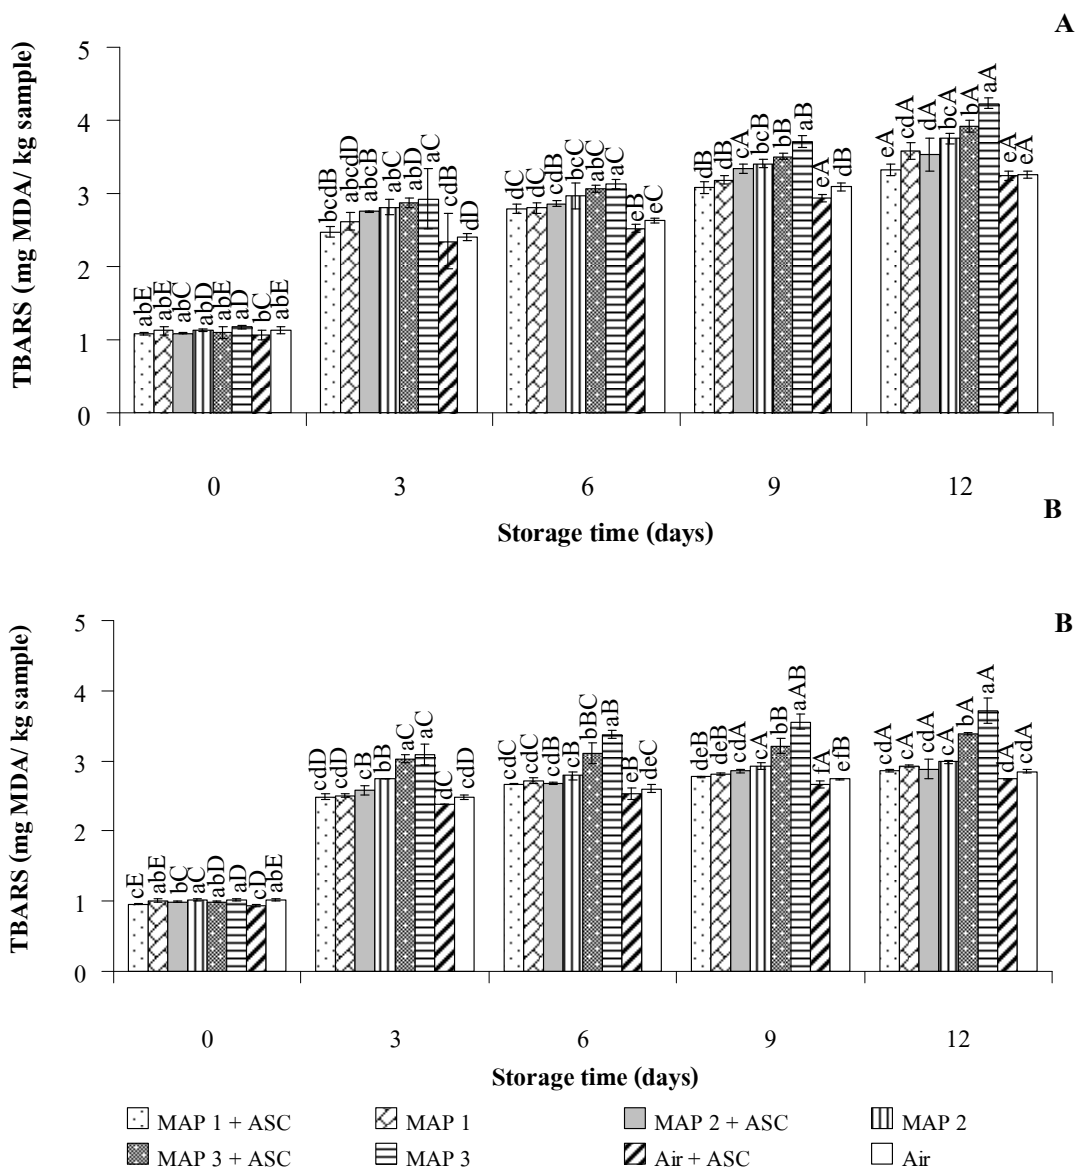 A
TBARS (mg MDA/ kg sample)
5
4
3
2
1
0
abE abE abC abD abE aD bC abE
bcdB abcdD abcB abC abD aC cdB dD
dC dC cdB bcC abC aC eB eC
dB dB cA bcB bB aB eA dB
eA cdA dA bcA bA aA eA eA
0 3 6 9 12
Storage time (days)
B
B
TBARS (mg MDA/ kg sample)
5
4
3
2
1
0
cE abE bC aC abD aD cD abE
cdD cdD cB bB aC aC dC cdD
cdC cdC cdB cB bBC aB eB deC
deB deB cdA cA bB aAB fA efB
cdA cA cdA cA bA aA dA cdA
0 3 6 9 12
Storage time (days)
MAP 1 + ASC MAP 1 MAP 2 + ASC MAP 2
MAP 3 + ASC MAP 3 Air + ASC Air